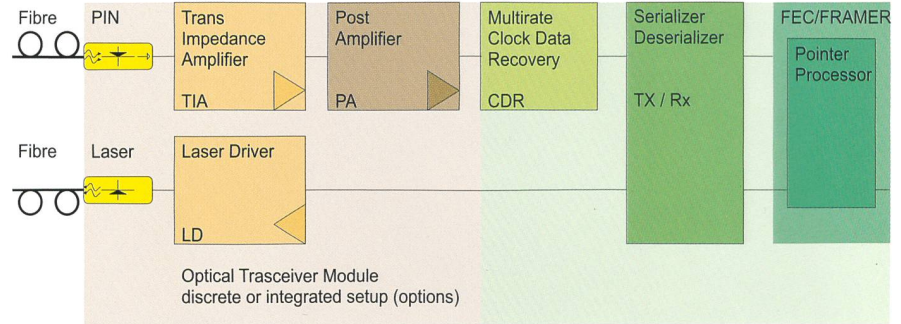 Fibre
PIN
Trans
Impedance
Amplifier
TIA
Post
Amplifier
PA
Multirate
Clock Data
Recovery
CDR
Serializer
Deserializer
TX / Rx
FEC/FRAMER
Pointer
Processor
Fibre
Laser
Laser Driver
LD
Optical Trasceiver Module
discrete or integrated setup (options)